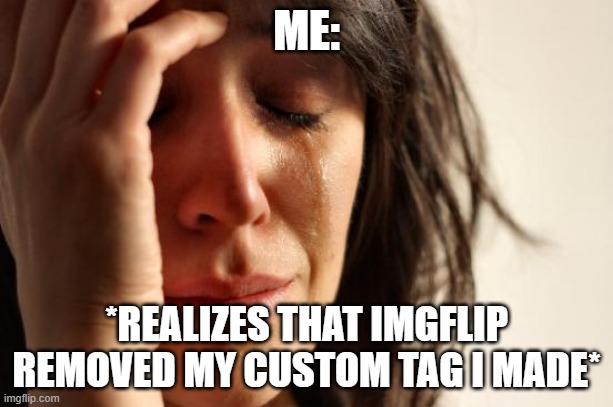 ME:
*REALIZES THAT IMGFLIP
REMOVED MY CUSTOM TAG I MADE*
imgflip.com